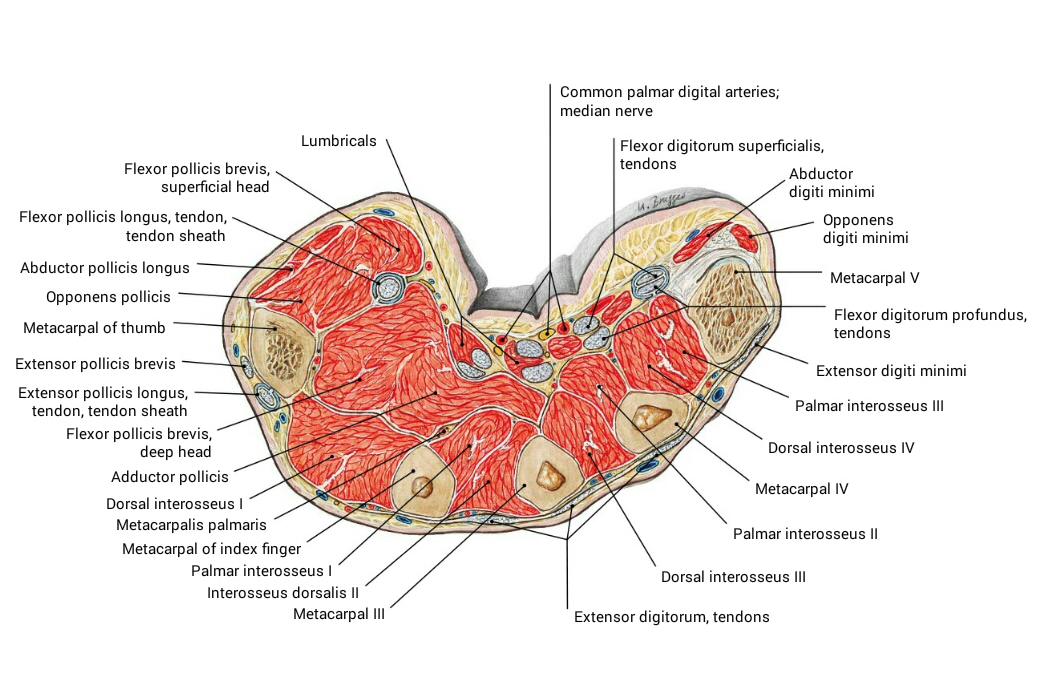 Common palmar digital arteries;
median nerve
Lumbricals
Flexor digitorum superficialis,
tendons
Flexor pollicis brevis,
superficial head
Abductor
digiti minimi
Flexor pollicis longus, tendon,
tendon sheath
Opponens
digiti minimi
Abductor pollicis longus
Metacarpal V
Opponens pollicis
Flexor digitorum profundus,
tendons
Metacarpal of thumb
Extensor pollicis brevis
Extensor digiti minimi
Extensor pollicis longus,
tendon, tendon sheath
Palmar interosseus III
Flexor pollicis brevis,
deep head
Dorsal interosseus IV
Adductor pollicis
Metacarpal IV
Dorsal interosseus I
Metacarpalis palmaris
Palmar interosseus II
Metacarpal of index finger
Palmar interosseus I
Dorsal interosseus III
Interosseus dorsalis II
Metacarpal III
Extensor digitorum, tendons